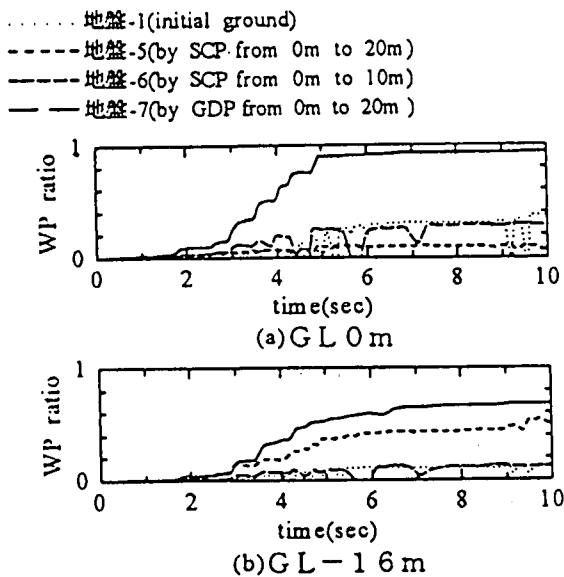 地盤-1(initial ground)
地盤-5(by SCP from 0m to 20m)
地盤-6(by SCP from 0m to 10m)
地盤-7(by GDP from 0m to 20m)
1
WP ratio
0
0 2 4 6 8 10
time(sec)
(a)GL0m
1
WP ratio
0
0 2 4 6 8 10
time(sec)
(b)GL-16m